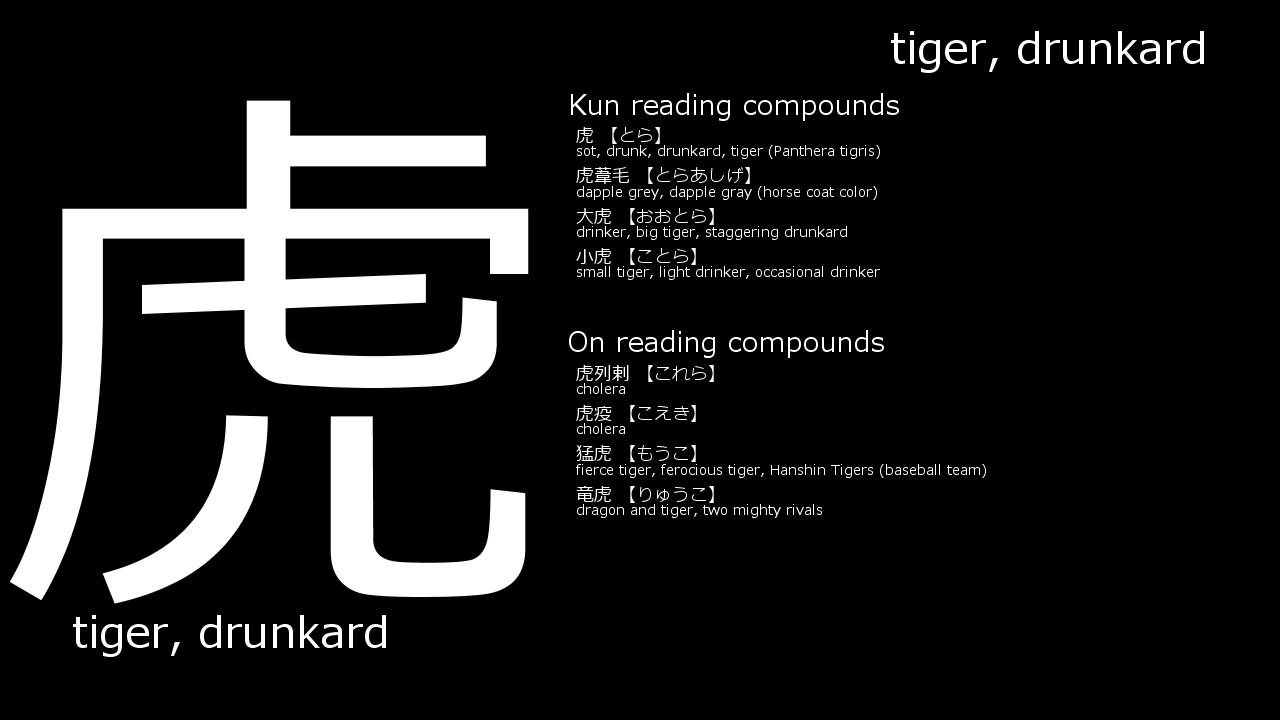 tiger, drunkard
虎
Kun reading compounds
虎 【とら】
sot, drunk, drunkard, tiger (Panthera tigris)
虎葦毛 【とらあしげ】
dapple grey, dapple gray (horse coat color)
大虎 【おおとら】
drinker, big tiger, staggering drunkard
小虎 【ことら】
small tiger, light drinker, occasional drinker
On reading compounds
虎列剌 【これら】
cholera
虎疫 【こえき】
cholera
猛虎 【もうこ】
fierce tiger, ferocious tiger, Hanshin Tigers (baseball team)
竜虎 【りゅうこ】
dragon and tiger, two mighty rivals
tiger, drunkard